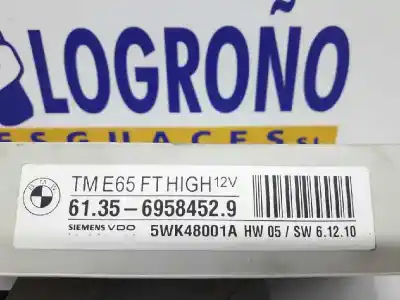 LOGROÑO
ESGUACES S.L.
BMW
TM E65 FT HIGH 12V
61.35-6958452.9
SIEMENS VDO 5WK48001A HW 05 / SW 6.12.10